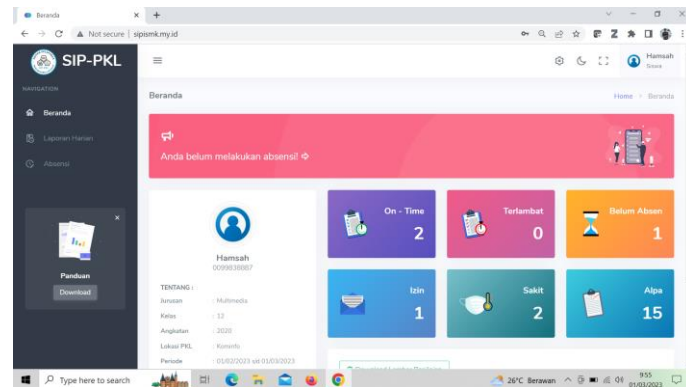 Beranda
Not secure | sipismk.my.id
SIP-PKL
Hamsah
Siswa
NAVIGATION
Beranda
Laporan Harian
Absensi
Panduan
Download
Beranda
Home > Beranda
Anda belum melakukan absensi!
Hamsah
0099838087
TENTANG :
Jurusan : Multimedia
Kelas : 12
Angkatan : 2020
Lokasi PKL : Kominfo
Periode : 01/02/2023 s/d 01/03/2023
On - Time
2
Terlambat
0
Belum Absen
1
Izin
1
Sakit
2
Alpa
15
Type here to search
26°C Berawan
9:55
01/03/2023